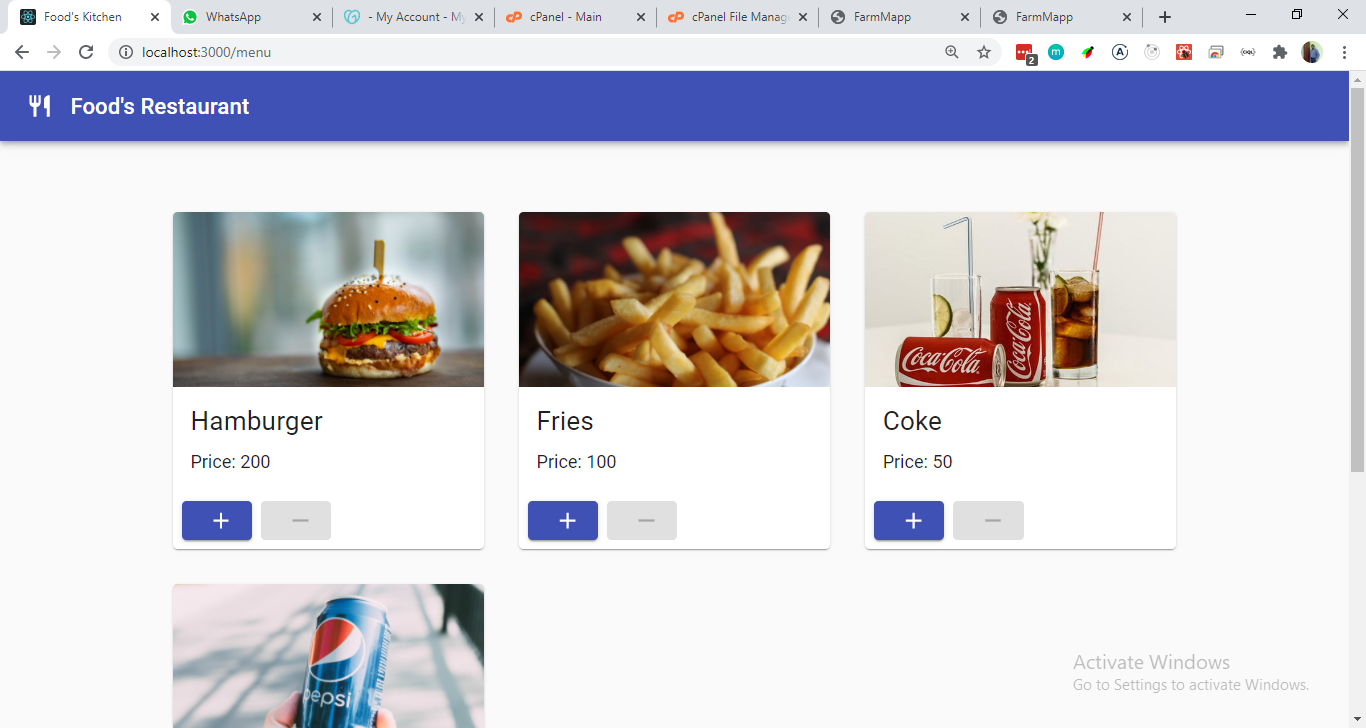 Food's Kitchen
WhatsApp
- My Account - My
cPanel - Main
cPanel File Manage
FarmMapp
FarmMapp
localhost:3000/menu
2
Food's Restaurant
Coca-Cola
Coca-Cola
Hamburger
Fries
Coke
Price: 200
Price: 100
Price: 50
pepsi
Activate Windows
Go to Settings to activate Windows.